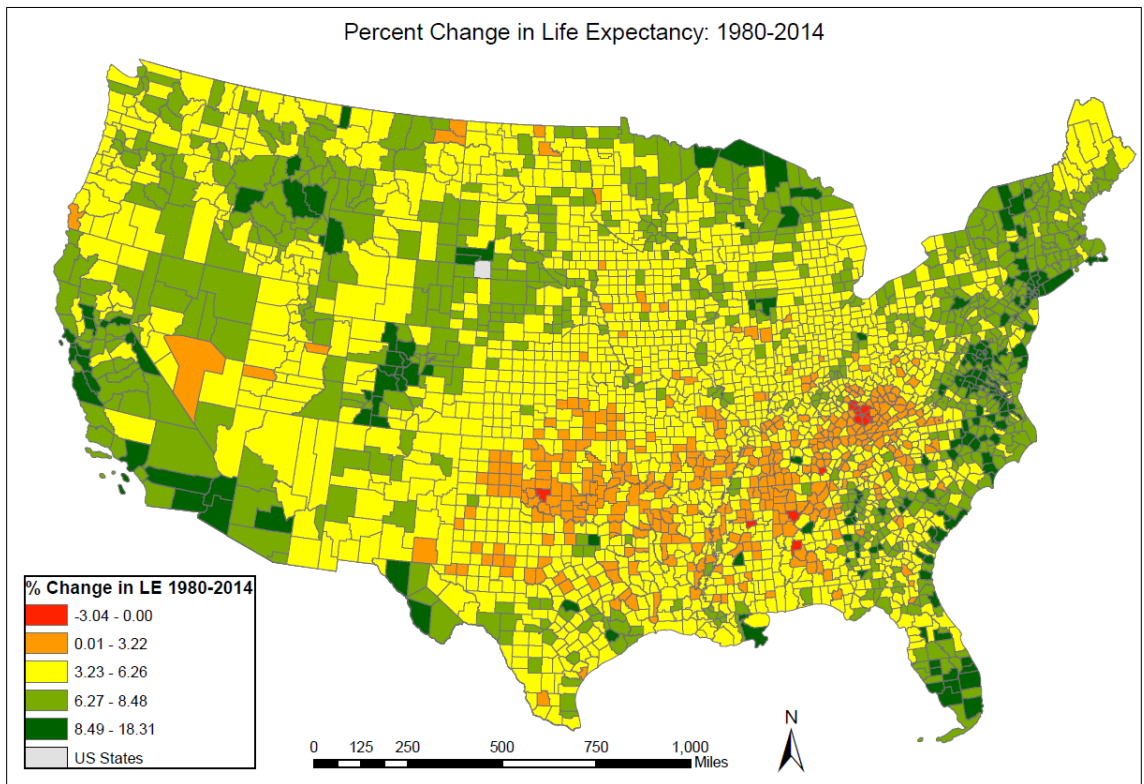 Percent Change in Life Expectancy: 1980-2014
% Change in LE 1980-2014
-3.04 - 0.00
0.01 - 3.22
3.23 - 6.26
6.27 - 8.48
8.49 - 18.31
US States
N
0 125 250 500 750 1,000
Miles